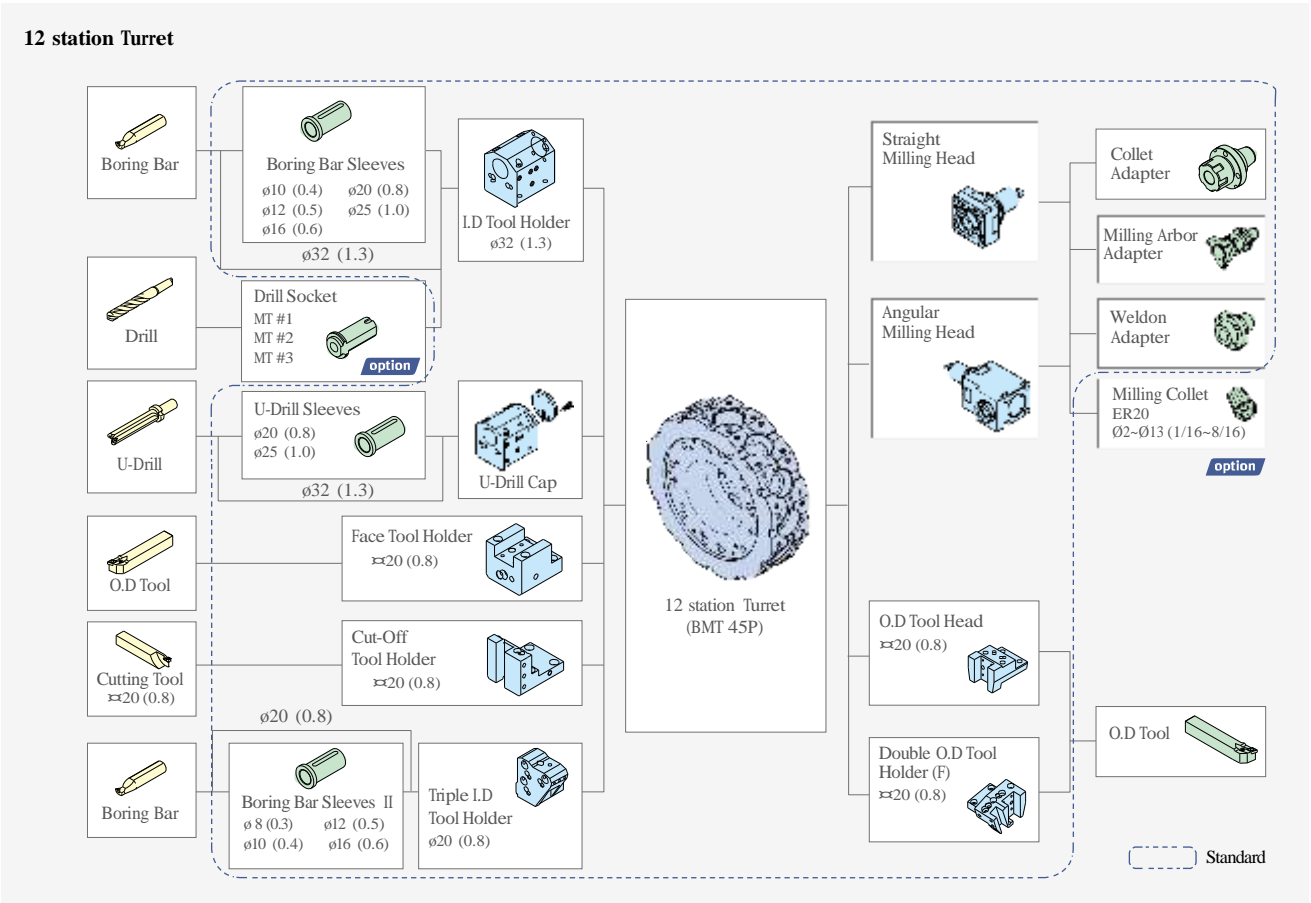 12 station Turret
Boring Bar
Boring Bar Sleeves
ø10 (0.4) ø20 (0.8)
ø12 (0.5) ø25 (1.0)
ø16 (0.6)
ø32 (1.3)
I.D Tool Holder
ø32 (1.3)
Drill
Drill Socket
MT #1
MT #2
MT #3
option
U-Drill
U-Drill Sleeves
ø20 (0.8)
ø25 (1.0)
ø32 (1.3)
U-Drill Cap
O.D Tool
Face Tool Holder
¤20 (0.8)
Cutting Tool
¤20 (0.8)
Cut-Off
Tool Holder
¤20 (0.8)
ø20 (0.8)
Boring Bar
Boring Bar Sleeves II
ø 8 (0.3) ø12 (0.5)
ø10 (0.4) ø16 (0.6)
Triple I.D
Tool Holder
ø20 (0.8)
12 station Turret
(BMT 45P)
Straight
Milling Head
Angular
Milling Head
Collet
Adapter
Milling Arbor
Adapter
Weldon
Adapter
Milling Collet
ER20
Ø2~Ø13 (1/16~8/16)
option
O.D Tool Head
¤20 (0.8)
Double O.D Tool
Holder (F)
¤20 (0.8)
O.D Tool
Standard